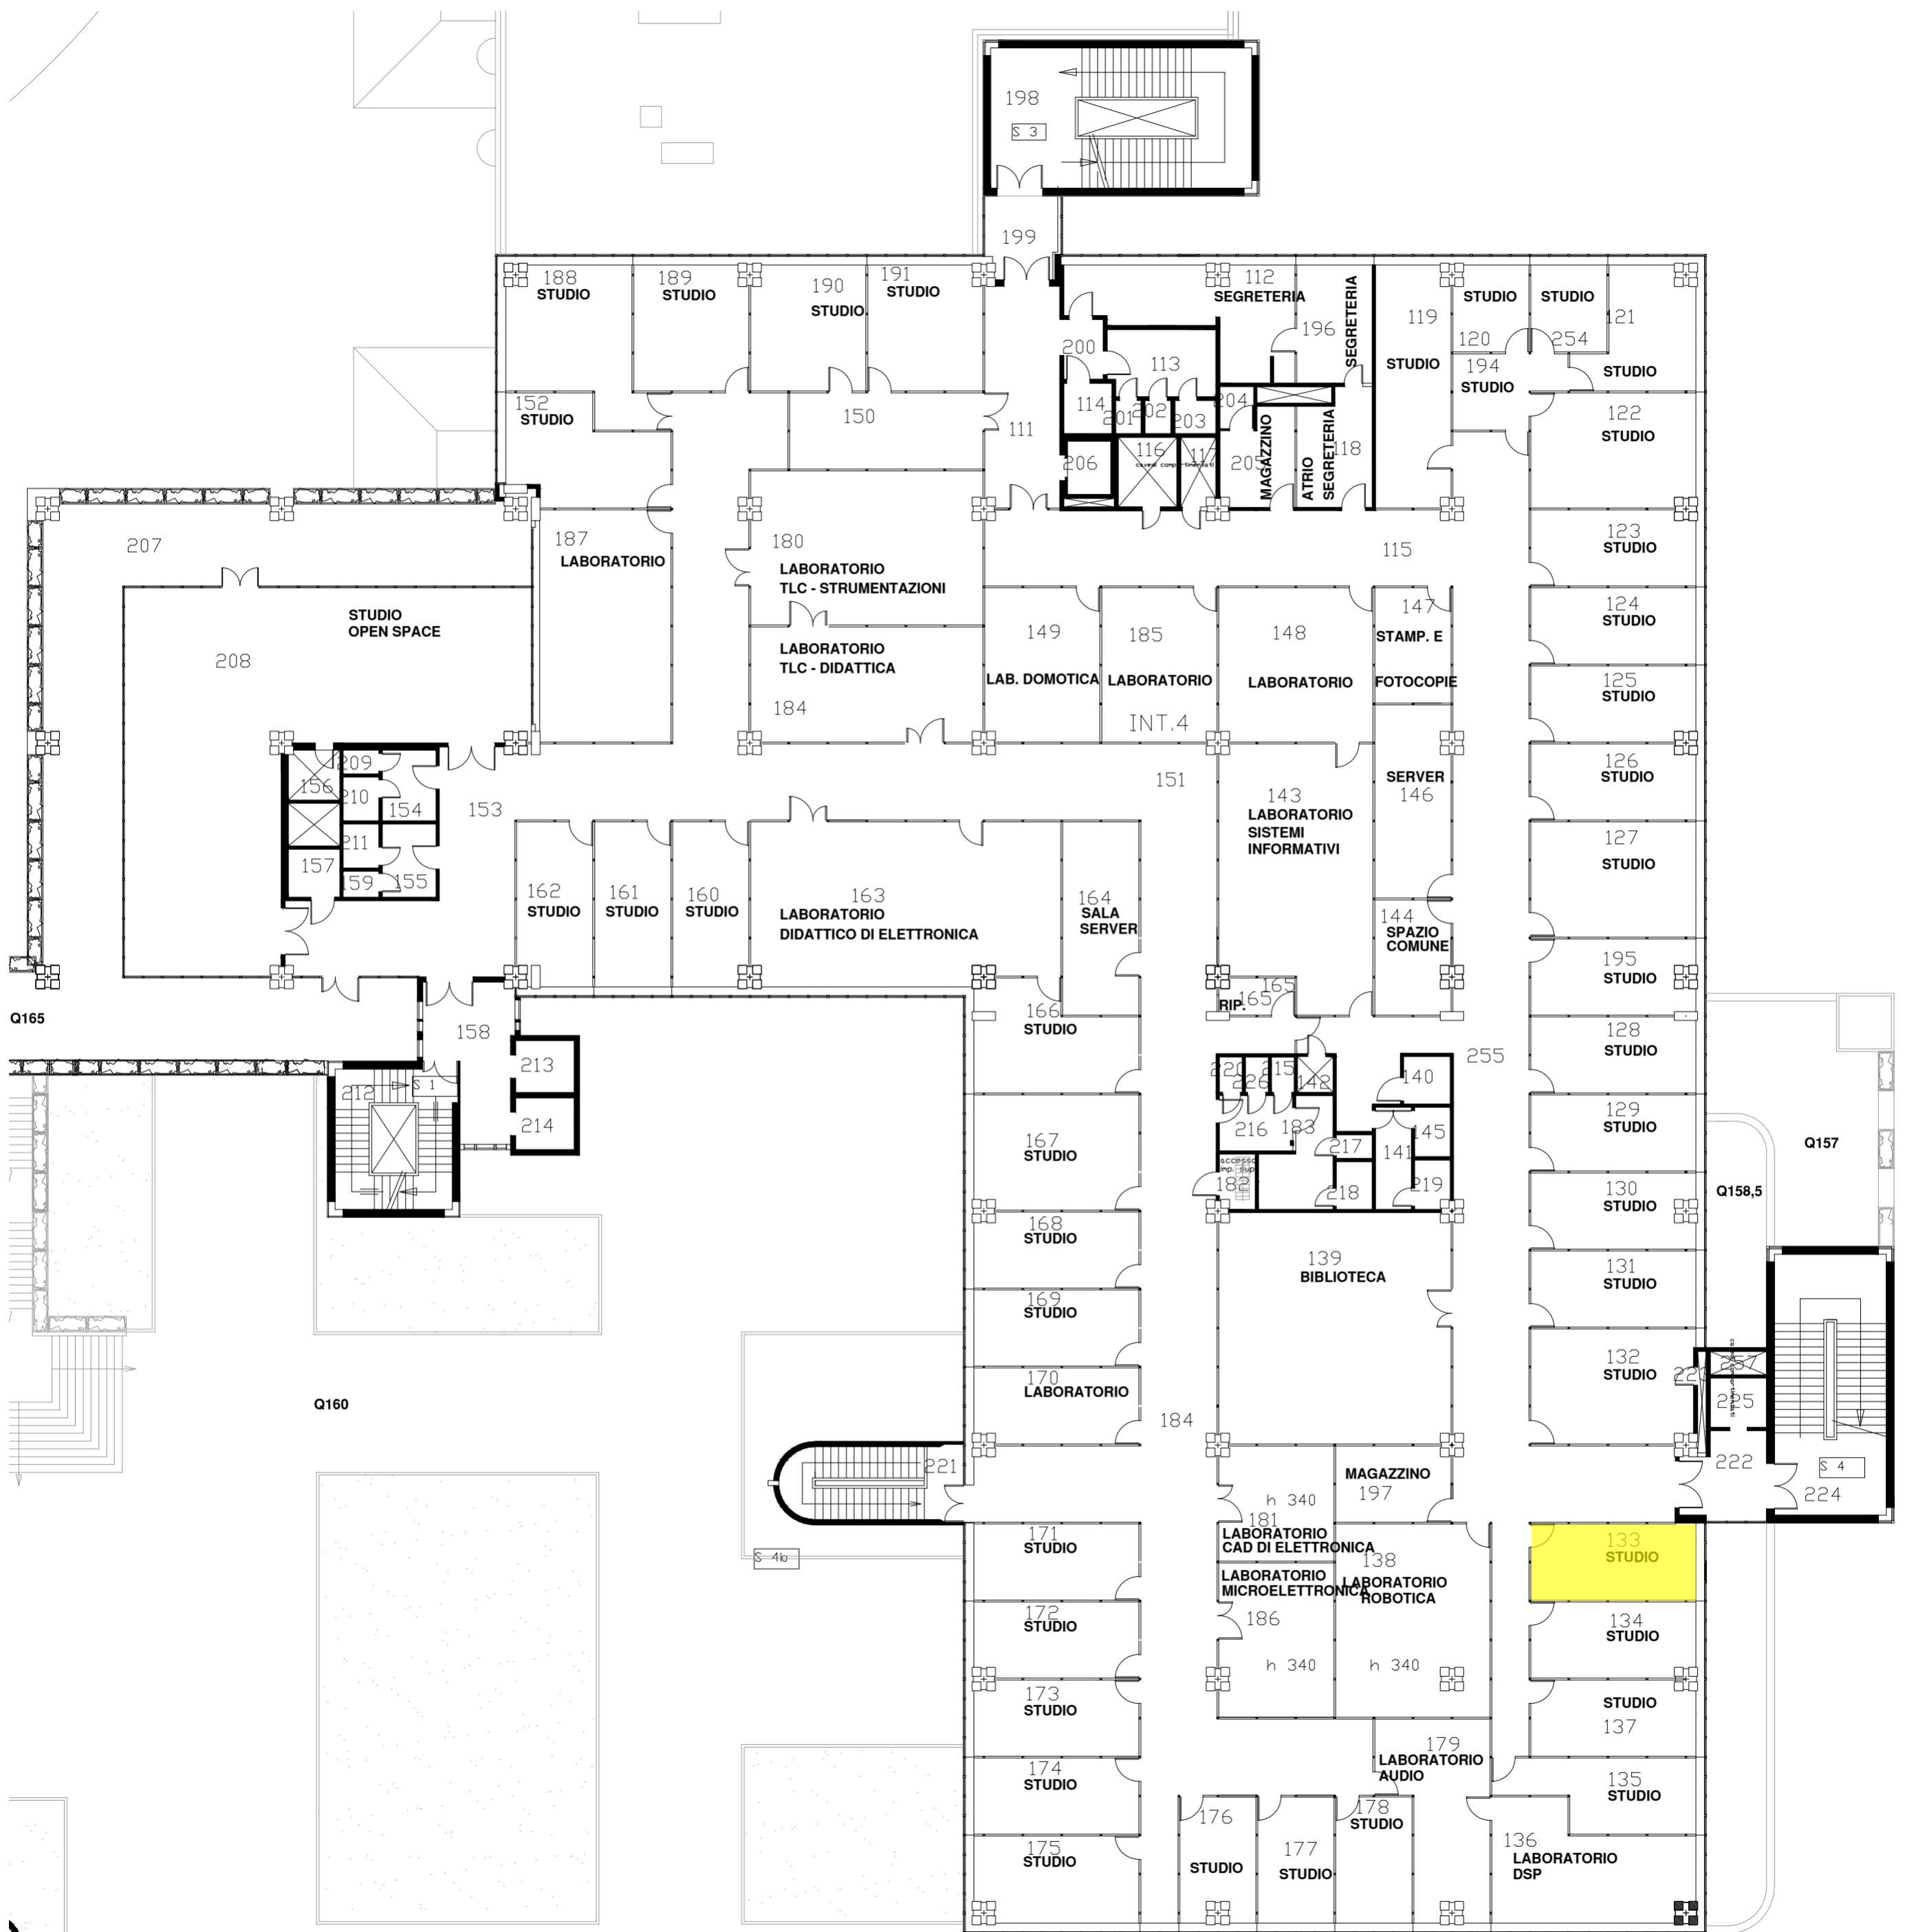 198
S 3
199
188
STUDIO
189
STUDIO
190
STUDIO
191
STUDIO
112
SEGRETERIA
196
SEGRETERIA
119
STUDIO
STUDIO
120
STUDIO
254
121
STUDIO
194
STUDIO
200
113
114
201
202
203
204
152
STUDIO
150
111
122
STUDIO
206
116
117
205
MAGAZZINO
ATRIO
SEGRETERIA
118
207
187
LABORATORIO
180
LABORATORIO
TLC - STRUMENTAZIONI
115
123
STUDIO
STUDIO
OPEN SPACE
208
LABORATORIO
TLC - DIDATTICA
184
149
LAB. DOMOTICA
185
LABORATORIO
INT.4
148
LABORATORIO
147
STAMP. E
FOTOCOPIE
124
STUDIO
125
STUDIO
156
209
210
154
153
151
143
LABORATORIO
SISTEMI
INFORMATIVI
SERVER
146
126
STUDIO
211
157
159
155
162
STUDIO
161
STUDIO
160
STUDIO
163
LABORATORIO
DIDATTICO DI ELETTRONICA
164
SALA
SERVER
144
SPAZIO
COMUNE
127
STUDIO
195
STUDIO
Q165
158
166
STUDIO
RIP.
165
165
255
128
STUDIO
213
212
S 1
214
220
226
215
142
140
129
STUDIO
167
STUDIO
216
183
217
141
145
Q157
accesso
imp. sup
182
218
219
130
STUDIO
Q158,5
168
STUDIO
139
BIBLIOTECA
131
STUDIO
169
STUDIO
132
STUDIO
225
170
LABORATORIO
Q160
184
221
MAGAZZINO
197
222
S 4
224
h 340
181
LABORATORIO
CAD DI ELETTRONICA
171
STUDIO
S 4b
133
STUDIO
138
LABORATORIO
ROBOTICA
LABORATORIO
MICROELETTRONICA
186
172
STUDIO
134
STUDIO
h 340
h 340
173
STUDIO
STUDIO
137
179
LABORATORIO
AUDIO
174
STUDIO
135
STUDIO
176
STUDIO
177
STUDIO
178
STUDIO
175
STUDIO
136
LABORATORIO
DSP